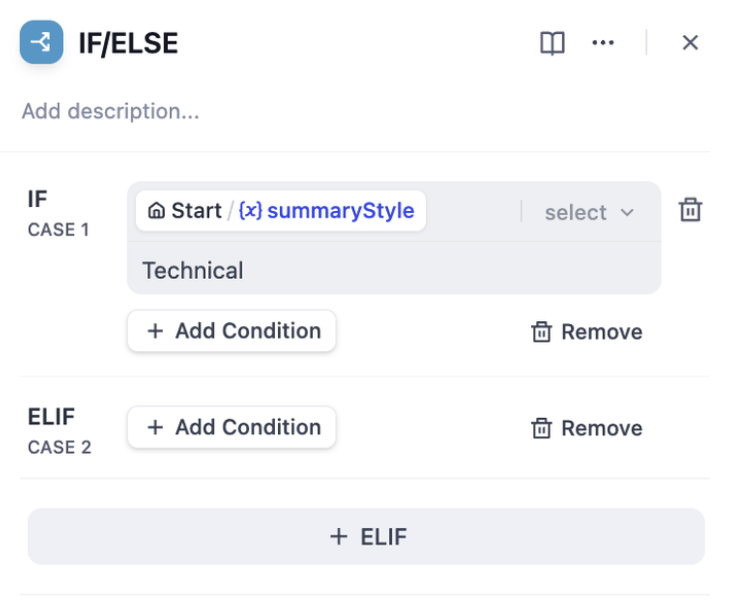 IF/ELSE
Add description...
IF
CASE 1
Start / {x} summaryStyle
select
Technical
+ Add Condition
Remove
ELIF
CASE 2
+ Add Condition
Remove
+ ELIF